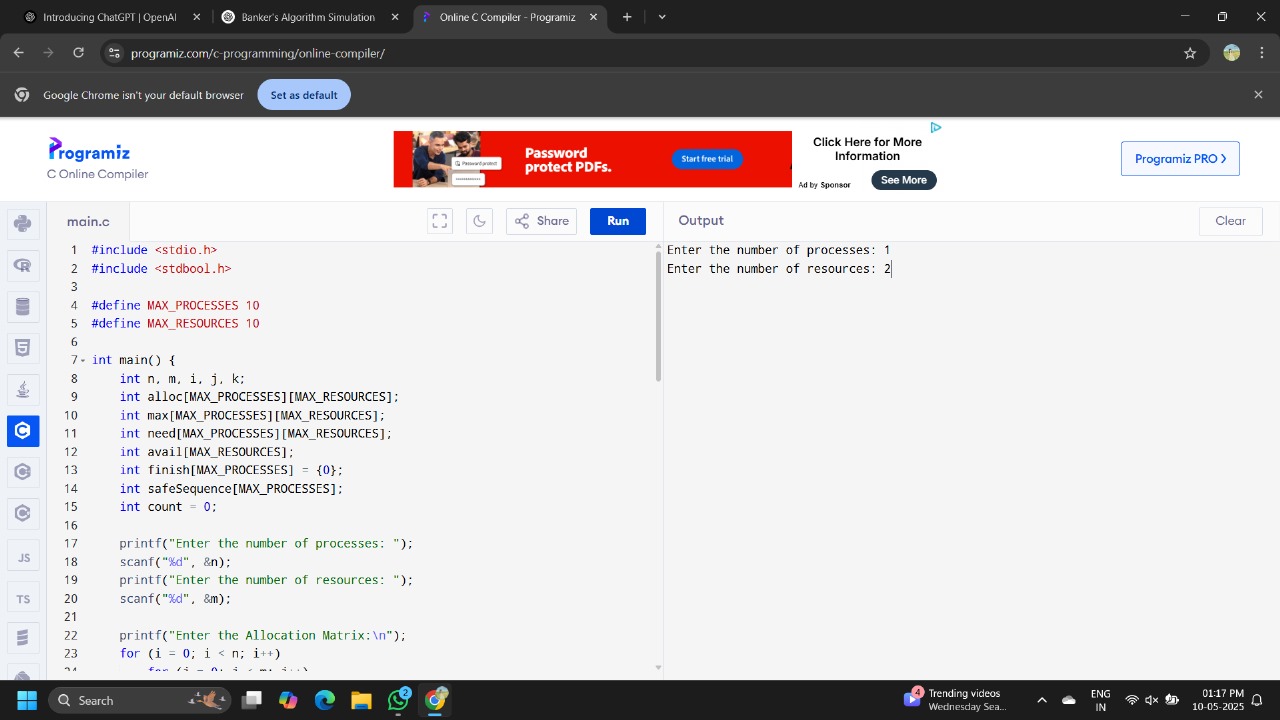 Introducing ChatGPT | OpenAI
Banker's Algorithm Simulation
Online C Compiler - Programiz
programiz.com/c-programming/online-compiler/
Google Chrome isn't your default browser
Set as default
Programiz
C Online Compiler
Password protect
Password
protect PDFs.
Start free trial
Click Here for More
Information
Ad by Sponsor
See More
Programiz PRO >
main.c
Share
Run
Output
Clear
1 #include <stdio.h>
2 #include <stdbool.h>
3
4 #define MAX_PROCESSES 10
5 #define MAX_RESOURCES 10
6
7 int main() {
8     int n, m, i, j, k;
9     int alloc[MAX_PROCESSES][MAX_RESOURCES];
10     int max[MAX_PROCESSES][MAX_RESOURCES];
11     int need[MAX_PROCESSES][MAX_RESOURCES];
12     int avail[MAX_RESOURCES];
13     int finish[MAX_PROCESSES] = {0};
14     int safeSequence[MAX_PROCESSES];
15     int count = 0;
16
17     printf("Enter the number of processes: ");
18     scanf("%d", &n);
19     printf("Enter the number of resources: ");
20     scanf("%d", &m);
21
22     printf("Enter the Allocation Matrix:\n");
23     for (i = 0; i < n; i++)
24         for (j = 0; j < m; j++)
Enter the number of processes: 1
Enter the number of resources: 2
JS
TS
Search
2
4
Trending videos
Wednesday Sea...
ENG
IN
01:17 PM
10-05-2025